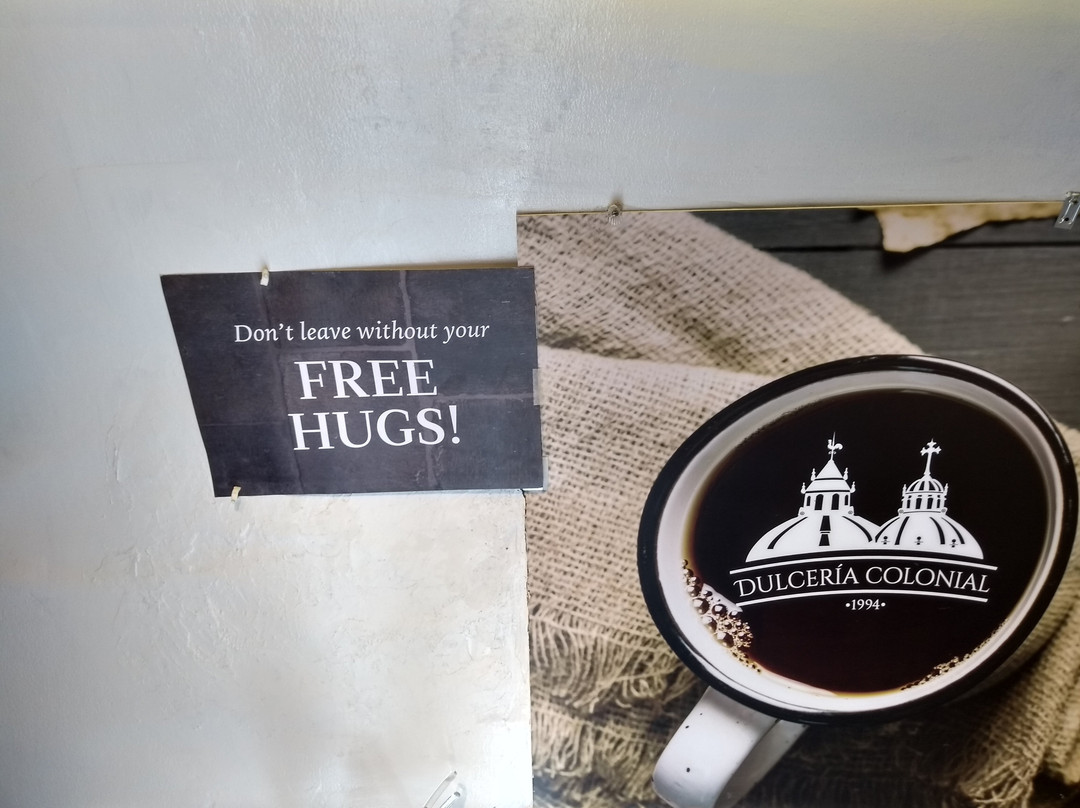 Don't leave without your
FREE
HUGS!
DULCERÍA COLONIAL
•1994•